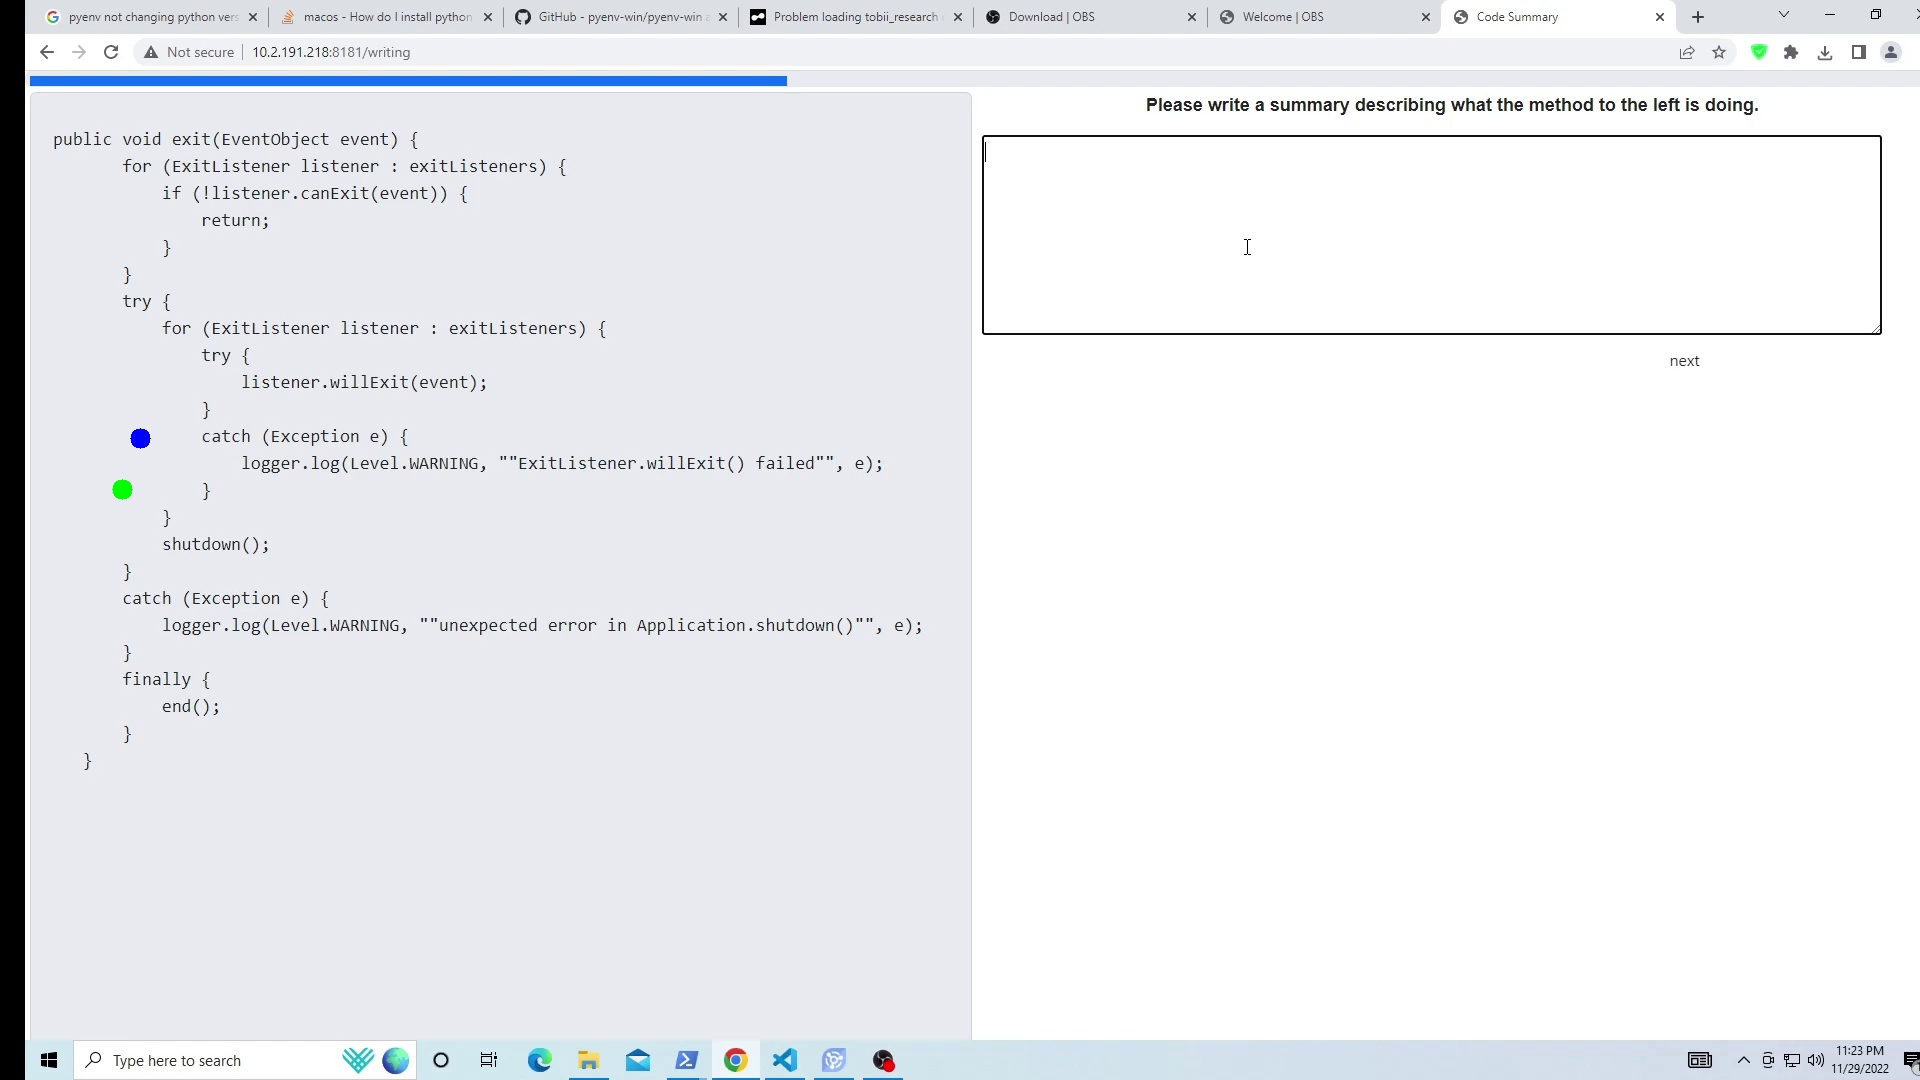 pyenv not changing python vers
macos - How do I install python
GitHub - pyenv-win/pyenv-win
Problem loading tobii_research
Download | OBS
Welcome | OBS
Code Summary
Not secure
10.2.191.218:8181/writing
public void exit(EventObject event) {
for (ExitListener listener : exitListeners) {
if (!listener.canExit(event)) {
return;
}
}
try {
for (ExitListener listener : exitListeners) {
try {
listener.willExit(event);
}
catch (Exception e) {
logger.log(Level.WARNING, ""ExitListener.willExit() failed"", e);
}
}
shutdown();
}
catch (Exception e) {
logger.log(Level.WARNING, ""unexpected error in Application.shutdown()"", e);
}
finally {
end();
}
}
Please write a summary describing what the method to the left is doing.
next
Type here to search
11:23 PM
11/29/2022